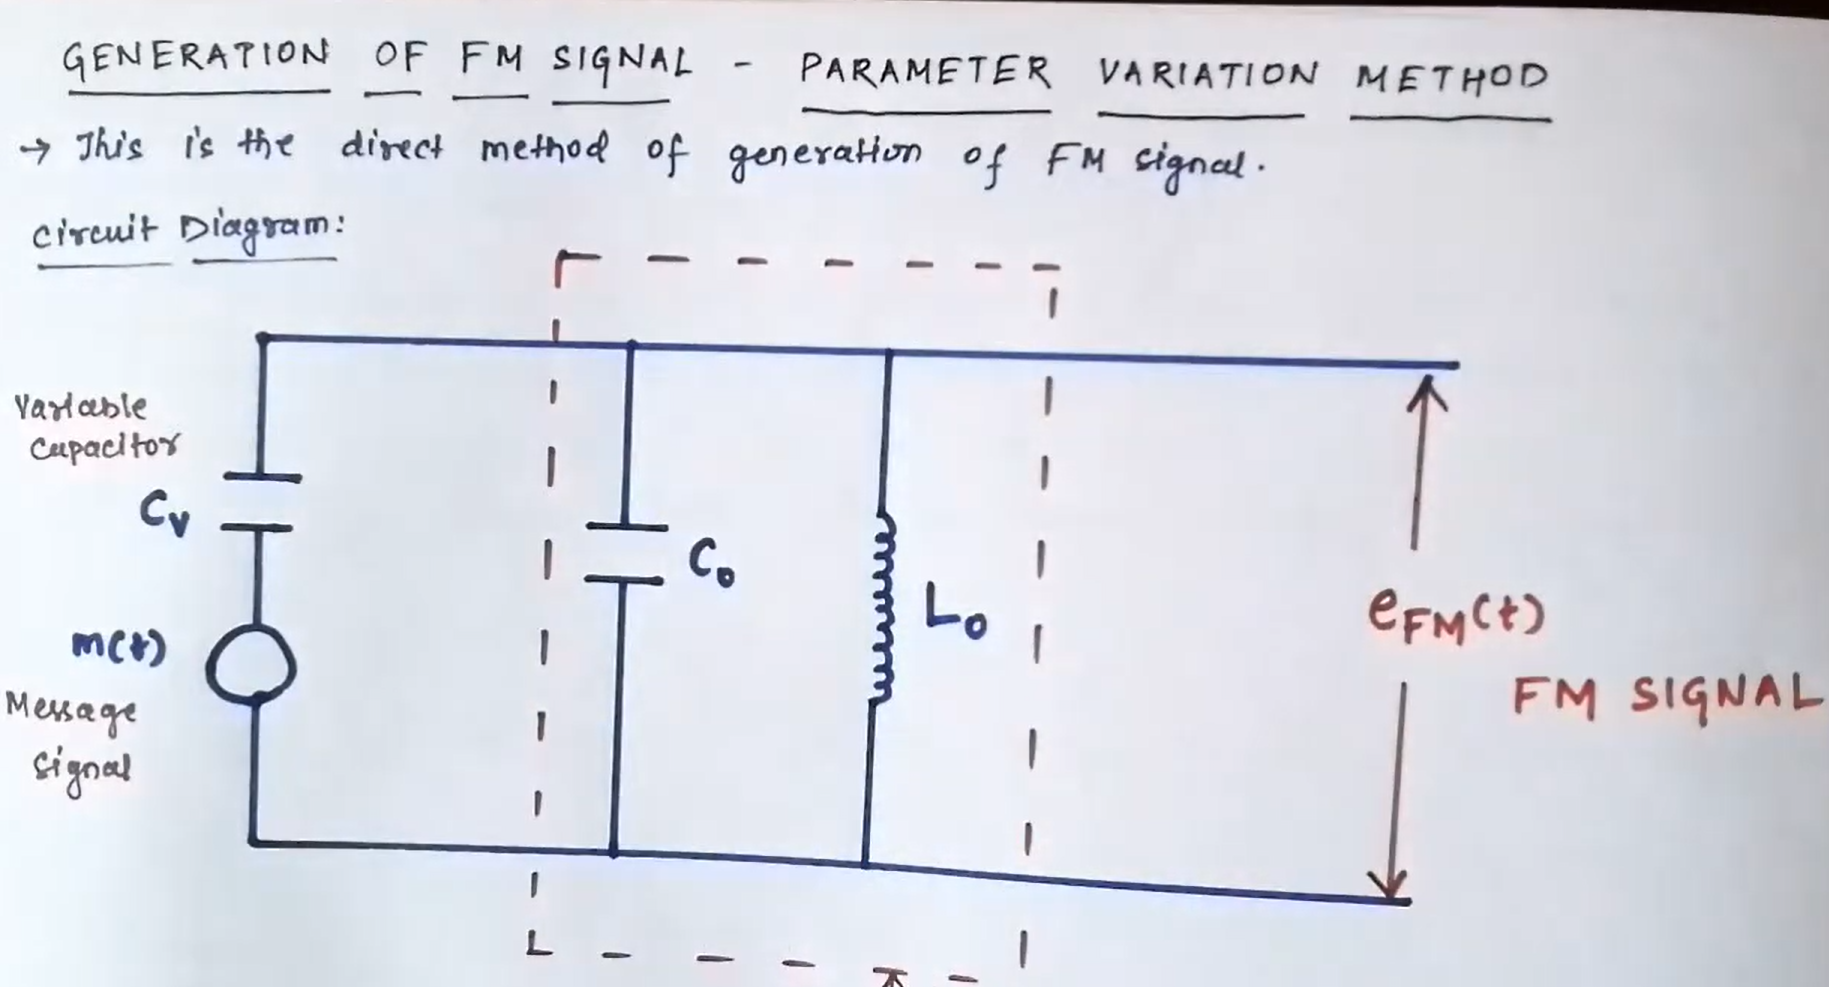 GENERATION OF FM SIGNAL - PARAMETER VARIATION METHOD
→ This is the direct method of generation of FM signal.
Circuit Diagram:
Variable
Capacitor
Cv
C₀
L₀
m(t)
Message
Signal
eFM(t)
FM SIGNAL